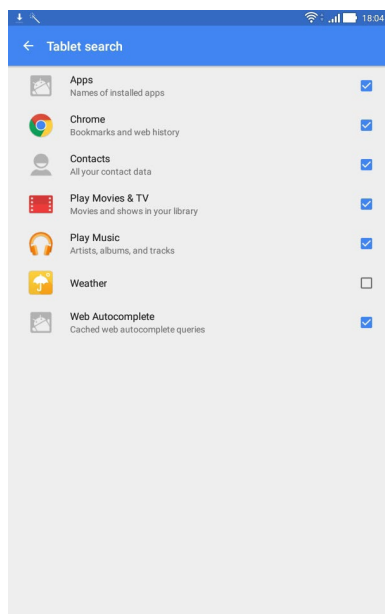 18:04
Tablet search
Apps
Names of installed apps
Chrome
Bookmarks and web history
Contacts
All your contact data
Play Movies & TV
Movies and shows in your library
Play Music
Artists, albums, and tracks
Weather
Web Autocomplete
Cached web autocomplete queries